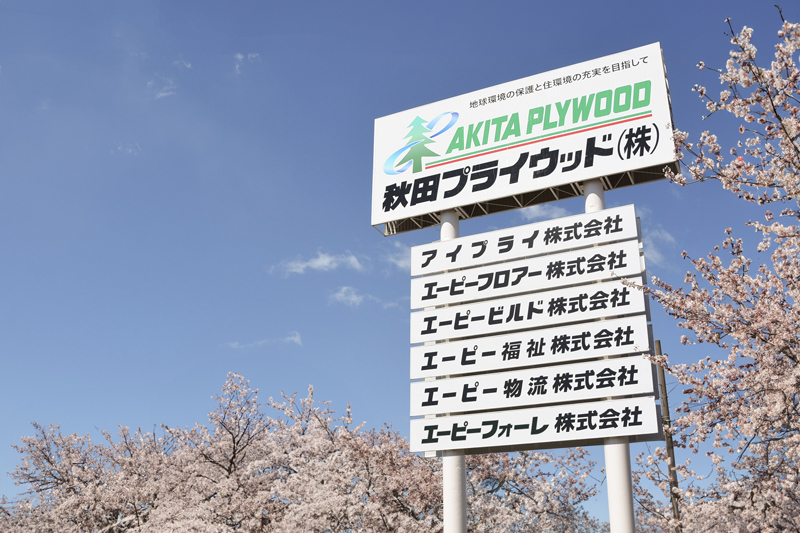 地球環境の保護と住環境の充実を目指して
AKITA PLYWOOD
秋田プライウッド(株)
アイプライ株式会社
エーピーフロアー株式会社
エーピービルド株式会社
エーピー福祉株式会社
エーピー物流株式会社
エーピーフォーレ株式会社